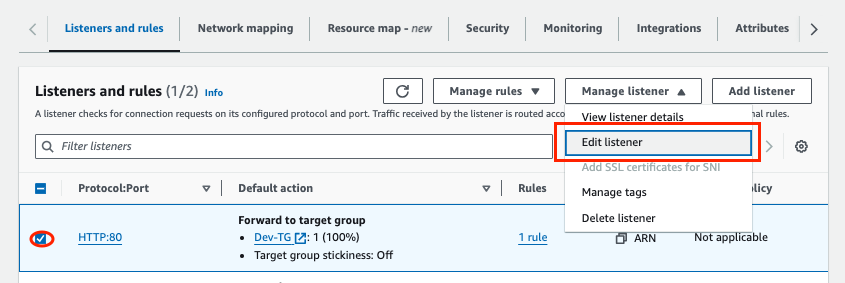 Listeners and rules
Network mapping
Resource map - new
Security
Monitoring
Integrations
Attributes
Listeners and rules (1/2) Info
Manage rules
Manage listener
Add listener
A listener checks for connection requests on its configured protocol and port. Traffic received by the listener is routed
nal rules.
View listener details
Edit listener
Add SSL certificates for SNI
Manage tags
Delete listener
Filter listeners
Protocol:Port
Default action
Rules
HTTP:80
Forward to target group
Dev-TG : 1 (100%)
Target group stickiness: Off
1 rule
ARN
Not applicable